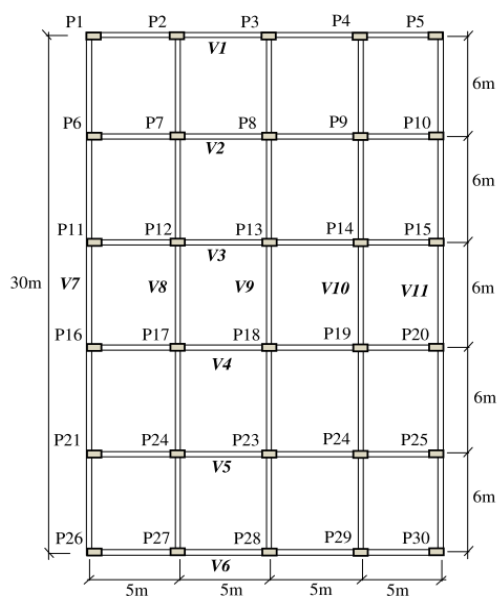 P1 P2 P3 P4 P5
V1
6m
P6 P7 P8 P9 P10
V2
6m
P11 P12 P13 P14 P15
V3
30m V7 V8 V9 V10 V11 6m
P16 P17 P18 P19 P20
V4
6m
P21 P24 P23 P24 P25
V5
6m
P26 P27 P28 P29 P30
V6
5m 5m 5m 5m